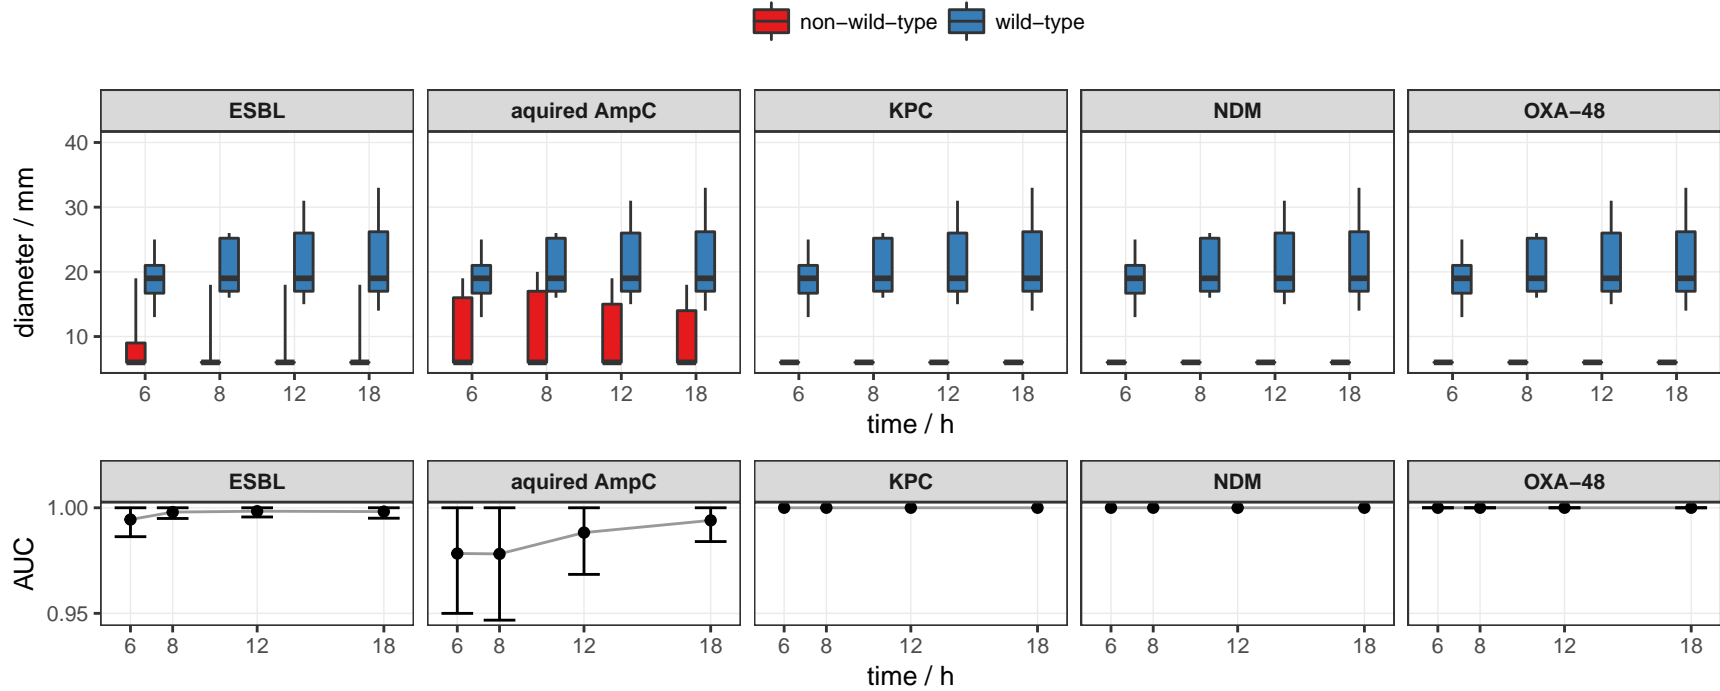 non−wild−type wild−type
ESBL aquired AmpC KPC NDM OXA−48
diameter / mm
40
30
20
10
6 8 12 18 6 8 12 18 6 8 12 18 6 8 12 18 6 8 12 18
time / h
ESBL aquired AmpC KPC NDM OXA−48
AUC
1.00
0.95
6 8 12 18 6 8 12 18 6 8 12 18 6 8 12 18 6 8 12 18
time / h